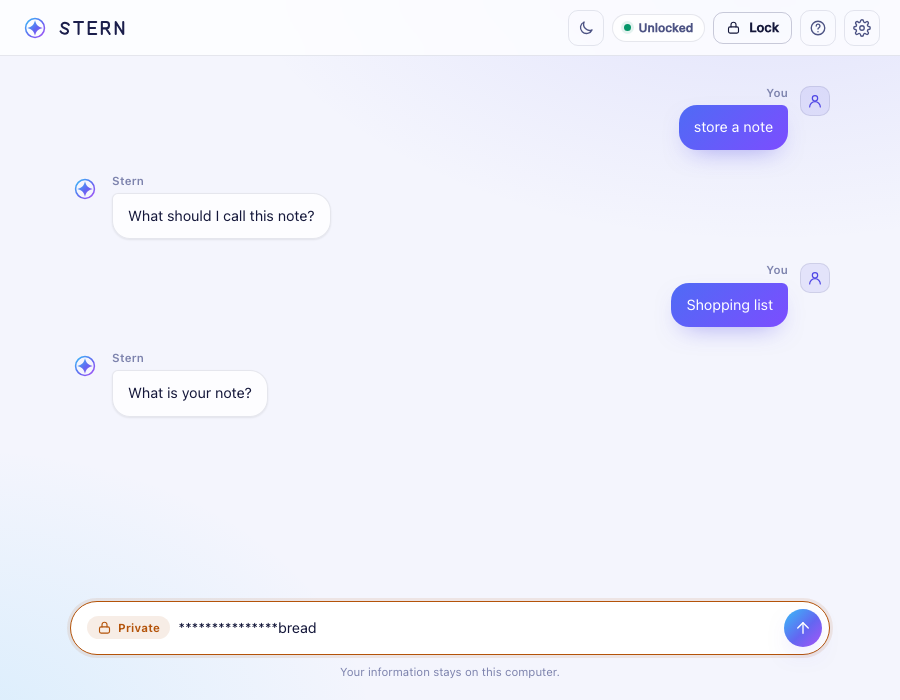 STERN
Unlocked
Lock
You
store a note
Stern
What should I call this note?
You
Shopping list
Stern
What is your note?
Private
***************bread
Your information stays on this computer.